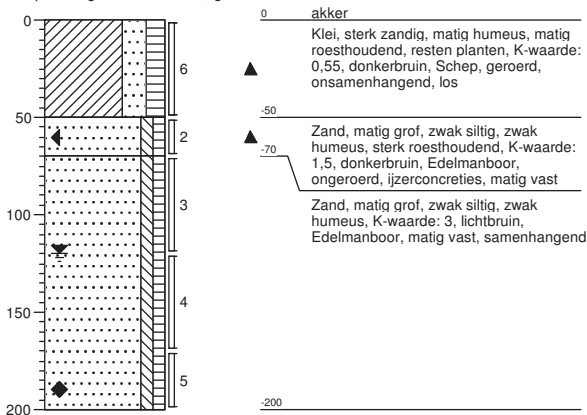 0
50
100
150
200
6
2
3
4
5
0 akker
Klei, sterk zandig, matig humeus, matig
roesthoudend, resten planten, K-waarde:
0,55, donkerbruin, Schep, geroerd,
onsamenhangend, los
-50
Zand, matig grof, zwak siltig, zwak
humeus, sterk roesthoudend, K-waarde:
1,5, donkerbruin, Edelmanboor,
ongeroerd, ijzerconcreties, matig vast
-70
Zand, matig grof, zwak siltig, zwak
humeus, K-waarde: 3, lichtbruin,
Edelmanboor, matig vast, samenhangend
-200